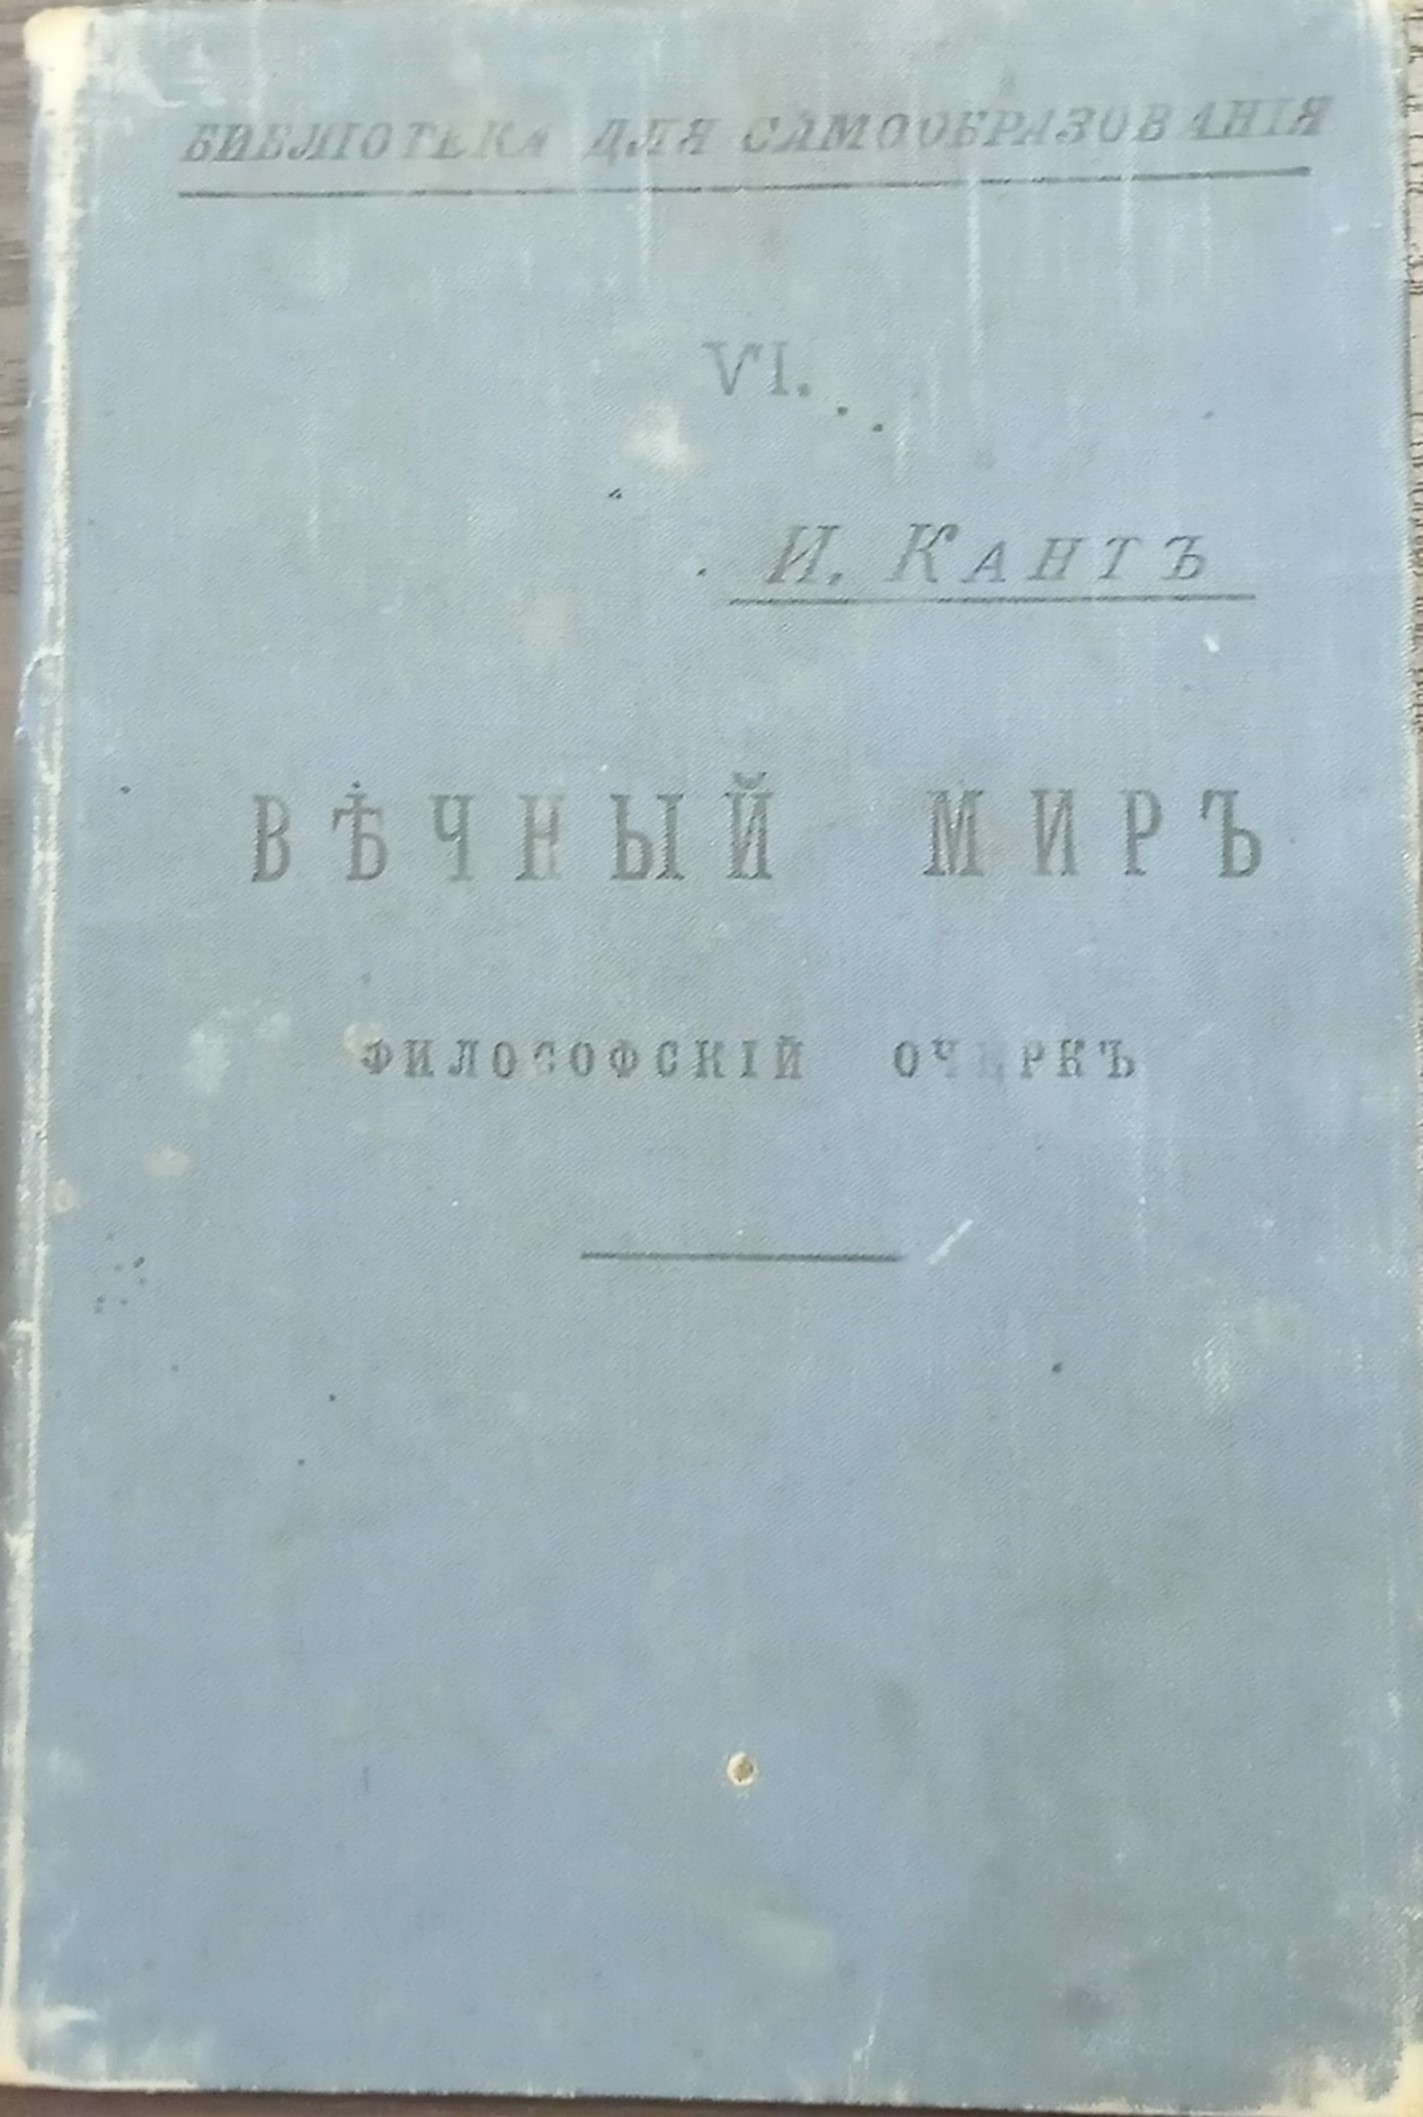 БИБЛІОТЕКА ДЛЯ САМООБРАЗОВАНІЯ
VI.
И. КАНТЪ
ВѢЧНЫЙ МИРЪ
ФИЛОСОФСКІЙ ОЧЕРКЪ